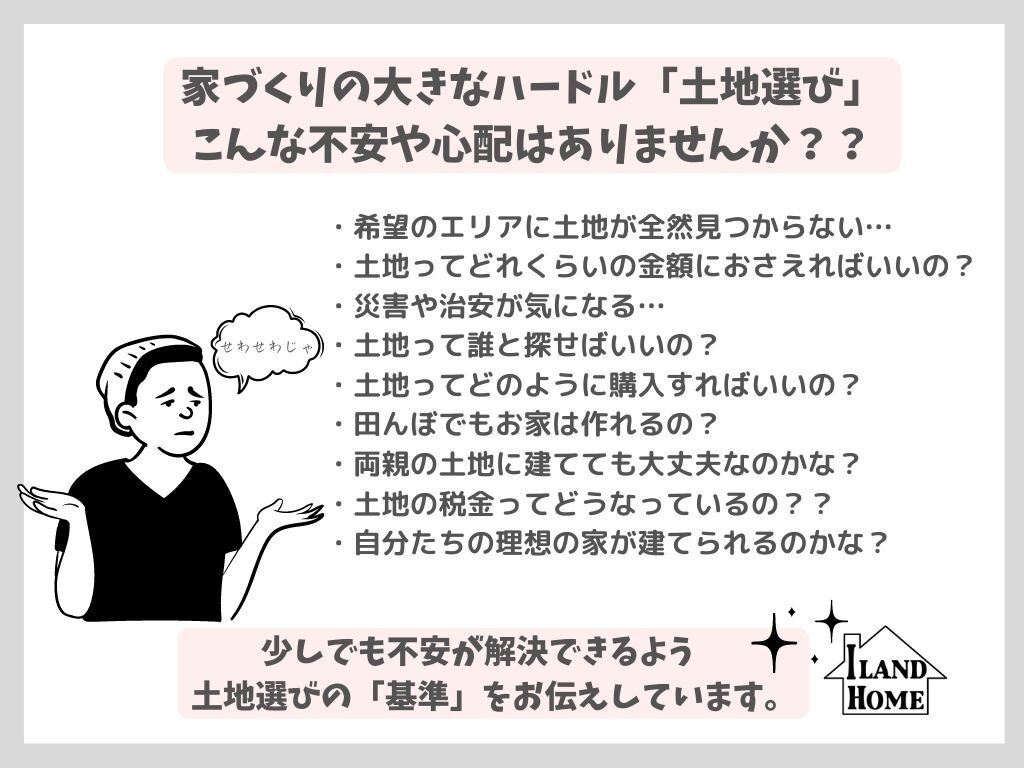 家づくりの大きなハードル「土地選び」
こんな不安や心配はありませんか？？
・希望のエリアに土地が全然見つからない…
・土地ってどれくらいの金額におさえればいいの？
・災害や治安が気になる…
せわせわじゃ
・土地って誰と探せばいいの？
・土地ってどのように購入すればいいの？
・田んぼでもお家は作れるの？
・両親の土地に建てても大丈夫なのかな？
・土地の税金ってどうなっているの？？
・自分たちの理想の家が建てられるのかな？
少しでも不安が解決できるよう
土地選びの「基準」をお伝えしています。
ILAND
HOME